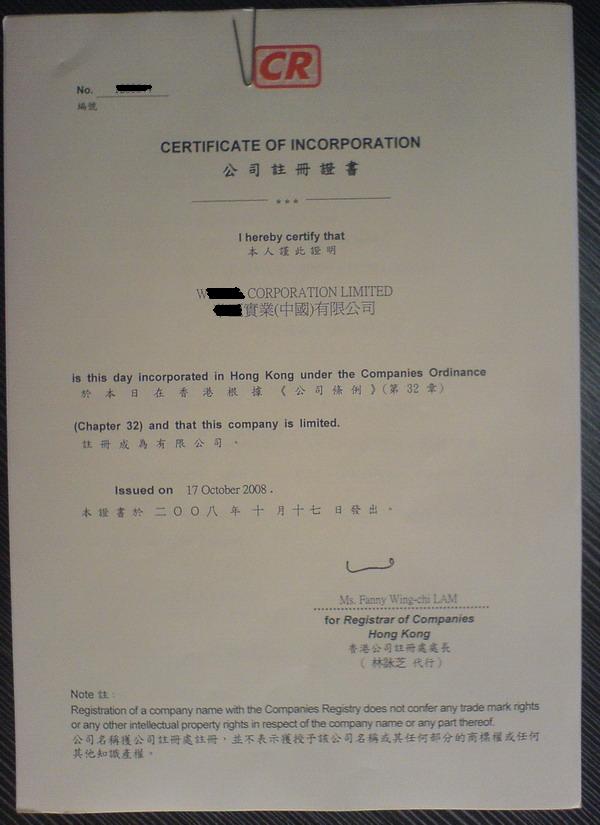 CR
No.
編號
CERTIFICATE OF INCORPORATION
公司註冊證書
***
I hereby certify that
本人謹此證明
W CORPORATION LIMITED
實業(中國)有限公司
is this day incorporated in Hong Kong under the Companies Ordinance
於本日在香港根據《公司條例》(第32章)
(Chapter 32) and that this company is limited.
註冊成為有限公司。
Issued on 17 October 2008.
本證書於二〇〇八年十月十七日發出。
Ms. Fanny Wing-chi LAM
for Registrar of Companies
Hong Kong
香港公司註冊處處長
(林詠芝代行)
Note 註:
Registration of a company name with the Companies Registry does not confer any trade mark rights
or any other intellectual property rights in respect of the company name or any part thereof.
公司名稱獲公司註冊處註冊,並不表示獲授予該公司名稱或其任何部分的商標權或任何
其他知識產權。